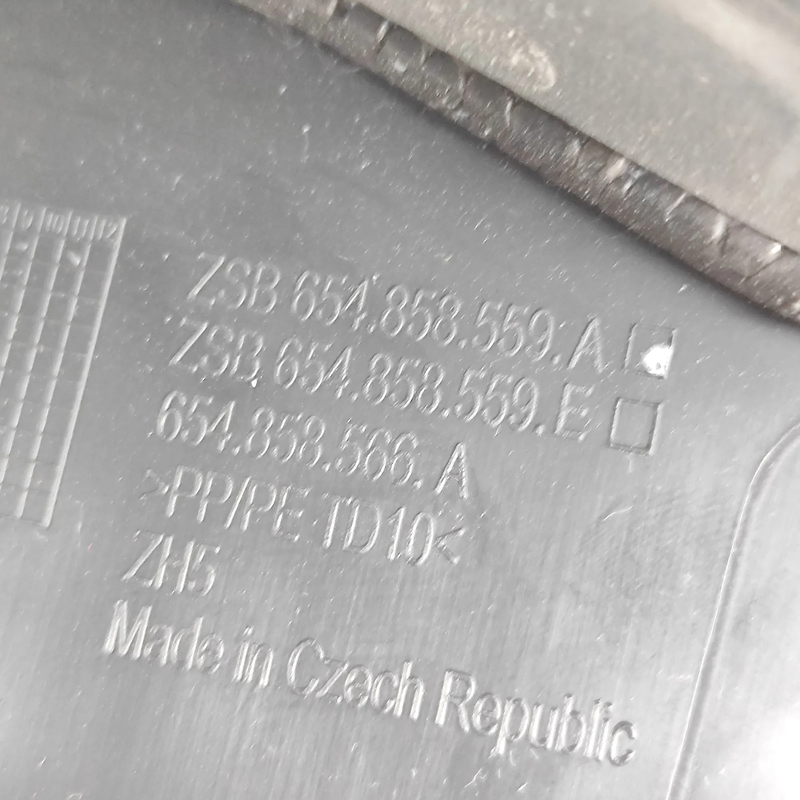 ZSB 654.858.559.A
ZSB 654.858.559.E
654.858.566.A
>PP/PE TD10<
ZH5
Made in Czech Republic